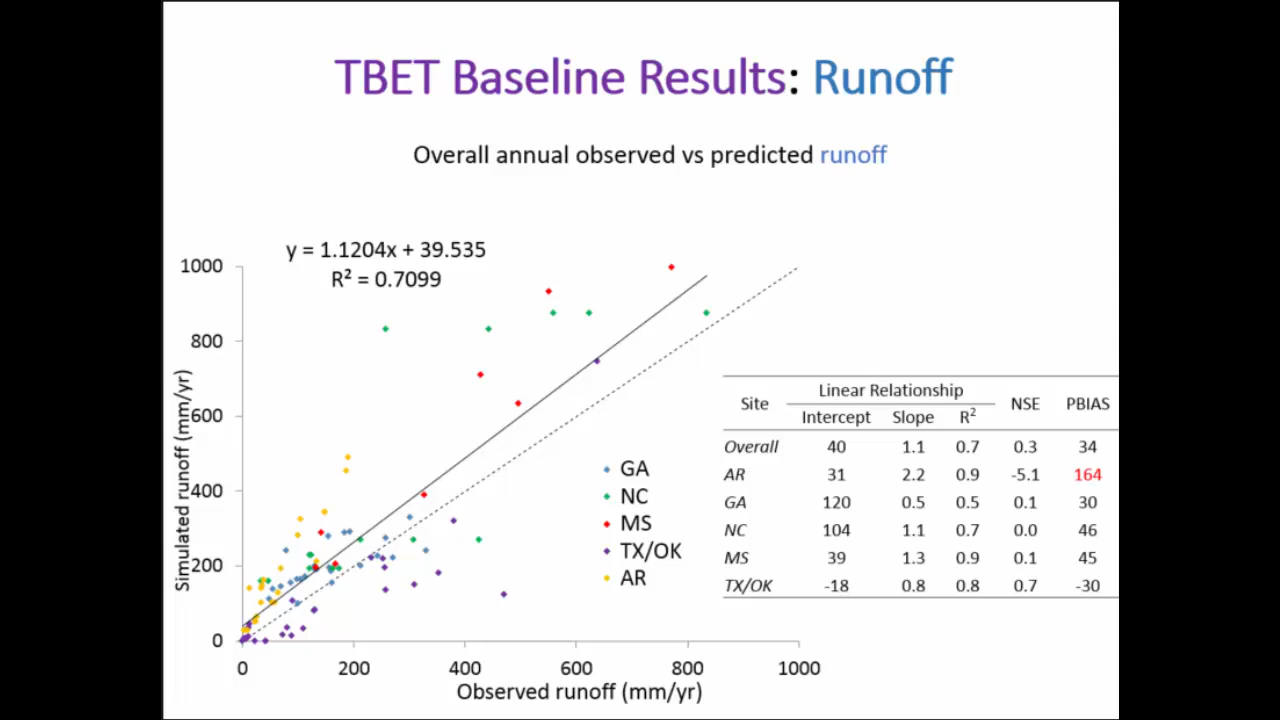 TBET Baseline Results: Runoff
Overall annual observed vs predicted runoff
y = 1.1204x + 39.535
R² = 0.7099
Simulated runoff (mm/yr)
1000
800
600
400
200
0
0 200 400 600 800 1000
Observed runoff (mm/yr)
GA
NC
MS
TX/OK
AR
Site Linear Relationship NSE PBIAS
Intercept Slope R²
Overall 40 1.1 0.7 0.3 34
AR 31 2.2 0.9 -5.1 164
GA 120 0.5 0.5 0.1 30
NC 104 1.1 0.7 0.0 46
MS 39 1.3 0.9 0.1 45
TX/OK -18 0.8 0.8 0.7 -30